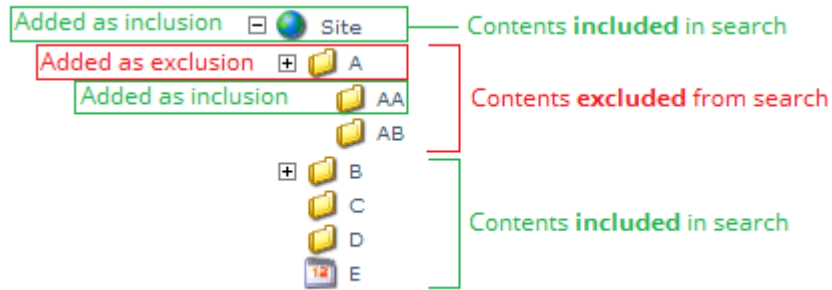 Added as inclusion Site Contents included in search
Added as exclusion A
Added as inclusion AA Contents excluded from search
AB
B
C
Contents included in search
D
12 E